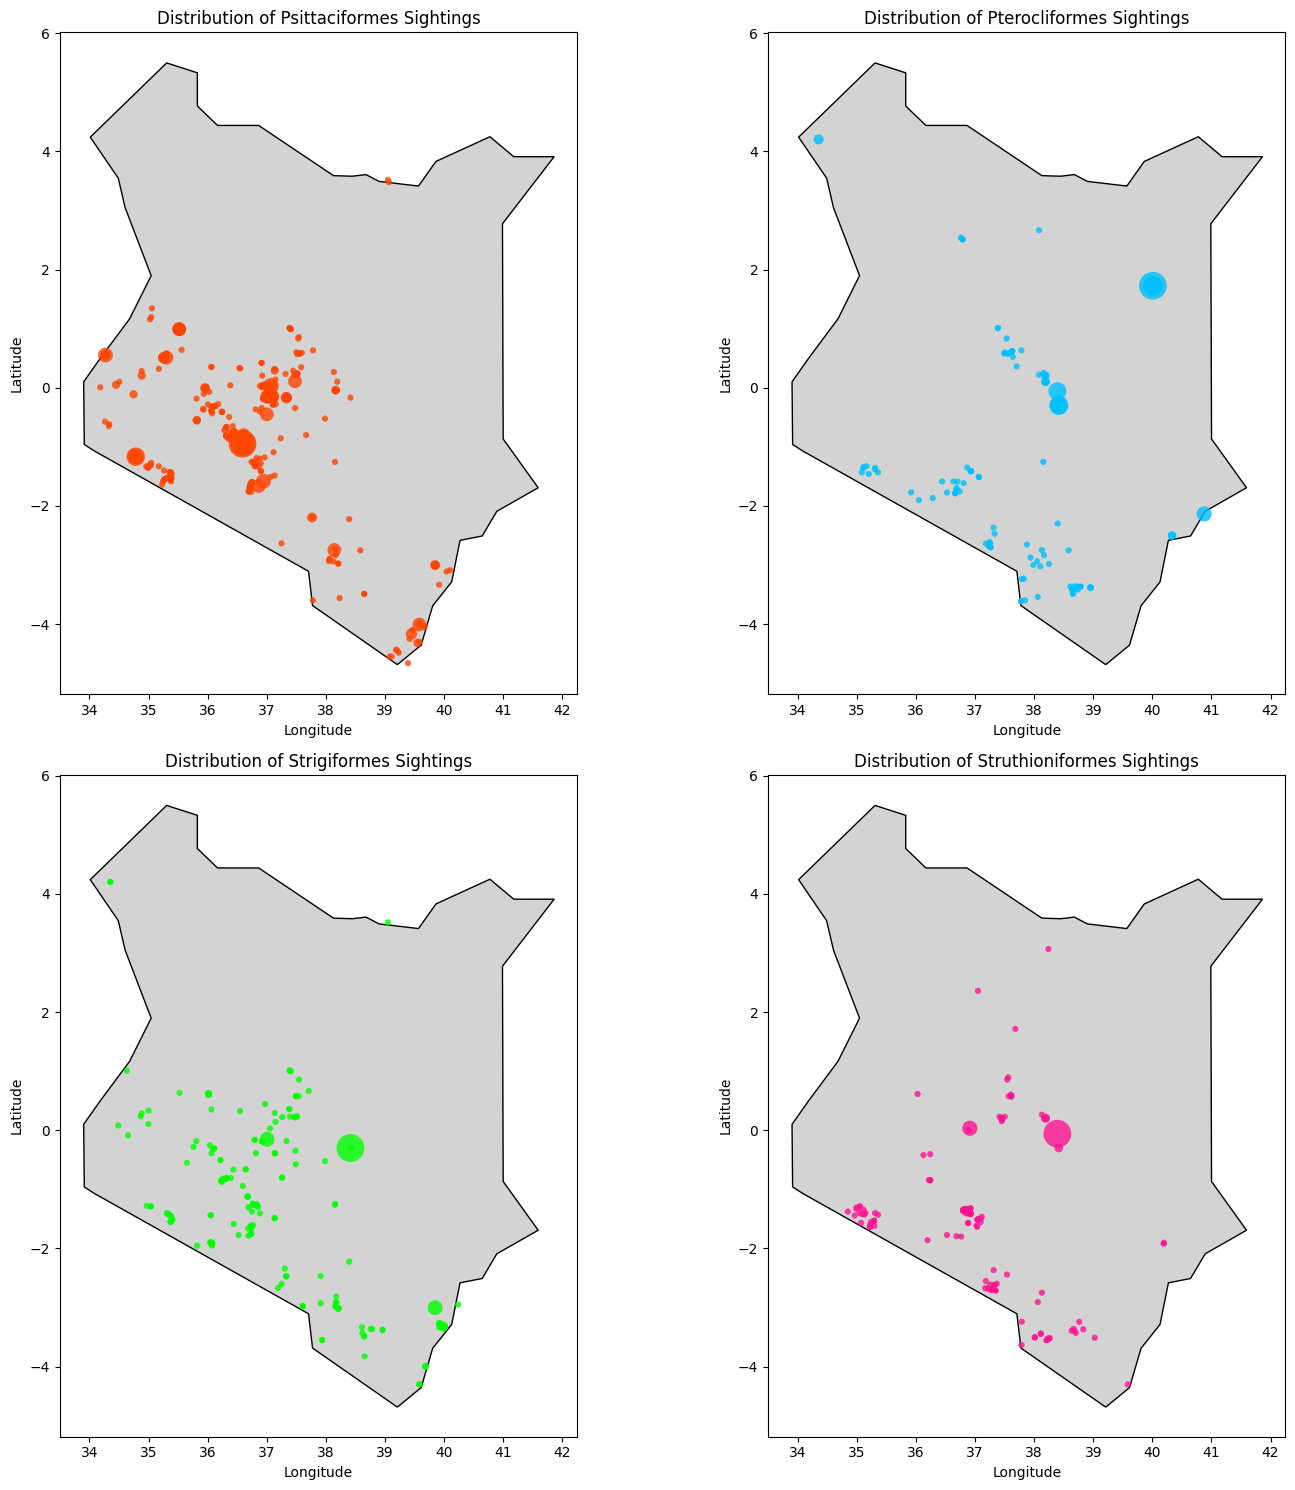 Distribution of Psittaciformes Sightings
6
4
2
0
−2
−4
Latitude
34 35 36 37 38 39 40 41 42
Longitude
Distribution of Pterocliformes Sightings
6
4
2
0
−2
−4
Latitude
34 35 36 37 38 39 40 41 42
Longitude
Distribution of Strigiformes Sightings
6
4
2
0
−2
−4
Latitude
34 35 36 37 38 39 40 41 42
Longitude
Distribution of Struthioniformes Sightings
6
4
2
0
−2
−4
Latitude
34 35 36 37 38 39 40 41 42
Longitude